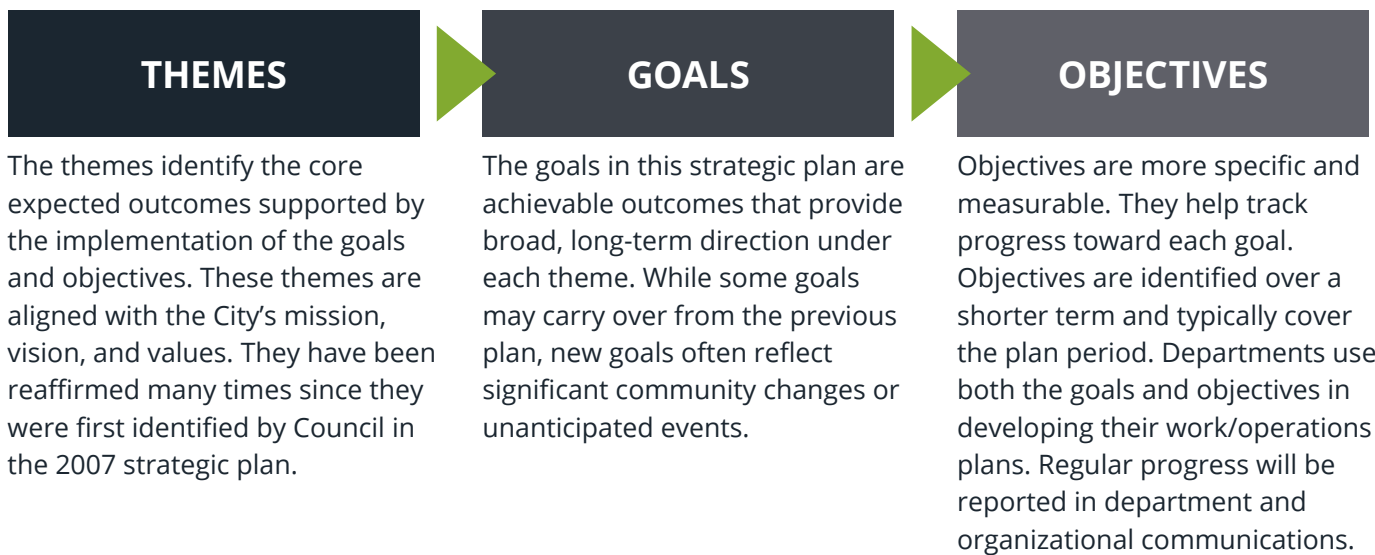 THEMES
The themes identify the core
expected outcomes supported by
the implementation of the goals
and objectives. These themes are
aligned with the City’s mission,
vision, and values. They have been
reaffirmed many times since they
were first identified by Council in
the 2007 strategic plan.
GOALS
The goals in this strategic plan are
achievable outcomes that provide
broad, long-term direction under
each theme. While some goals
may carry over from the previous
plan, new goals often reflect
significant community changes or
unanticipated events.
OBJECTIVES
Objectives are more specific and
measurable. They help track
progress toward each goal.
Objectives are identified over a
shorter term and typically cover
the plan period. Departments use
both the goals and objectives in
developing their work/operations
plans. Regular progress will be
reported in department and
organizational communications.